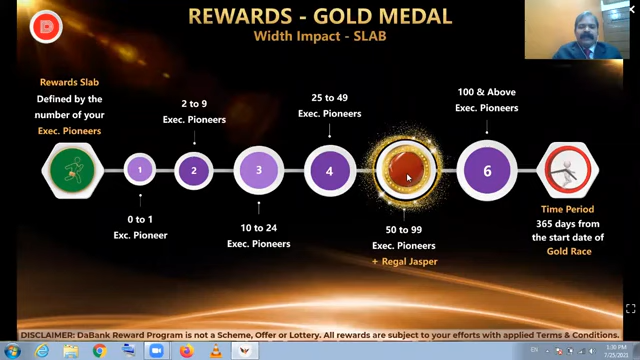 REWARDS - GOLD MEDAL
Width Impact - SLAB
D
Rewards Slab
Defined by the
number of your
Exec. Pioneers
2 to 9
Exec. Pioneers
25 to 49
Exec. Pioneers
100 & Above
Exec. Pioneers
1
2
3
4
6
0 to 1
Exc. Pioneer
10 to 24
Exec. Pioneers
50 to 99
Exec. Pioneers
+ Regal Jasper
Time Period
365 days from
the start date of
Gold Race
DISCLAIMER: DaBank Reward Program is not a Scheme, Offer or Lottery. All rewards are subject to your efforts with applied Terms & Conditions.
EN
5:30 PM
7/25/2021